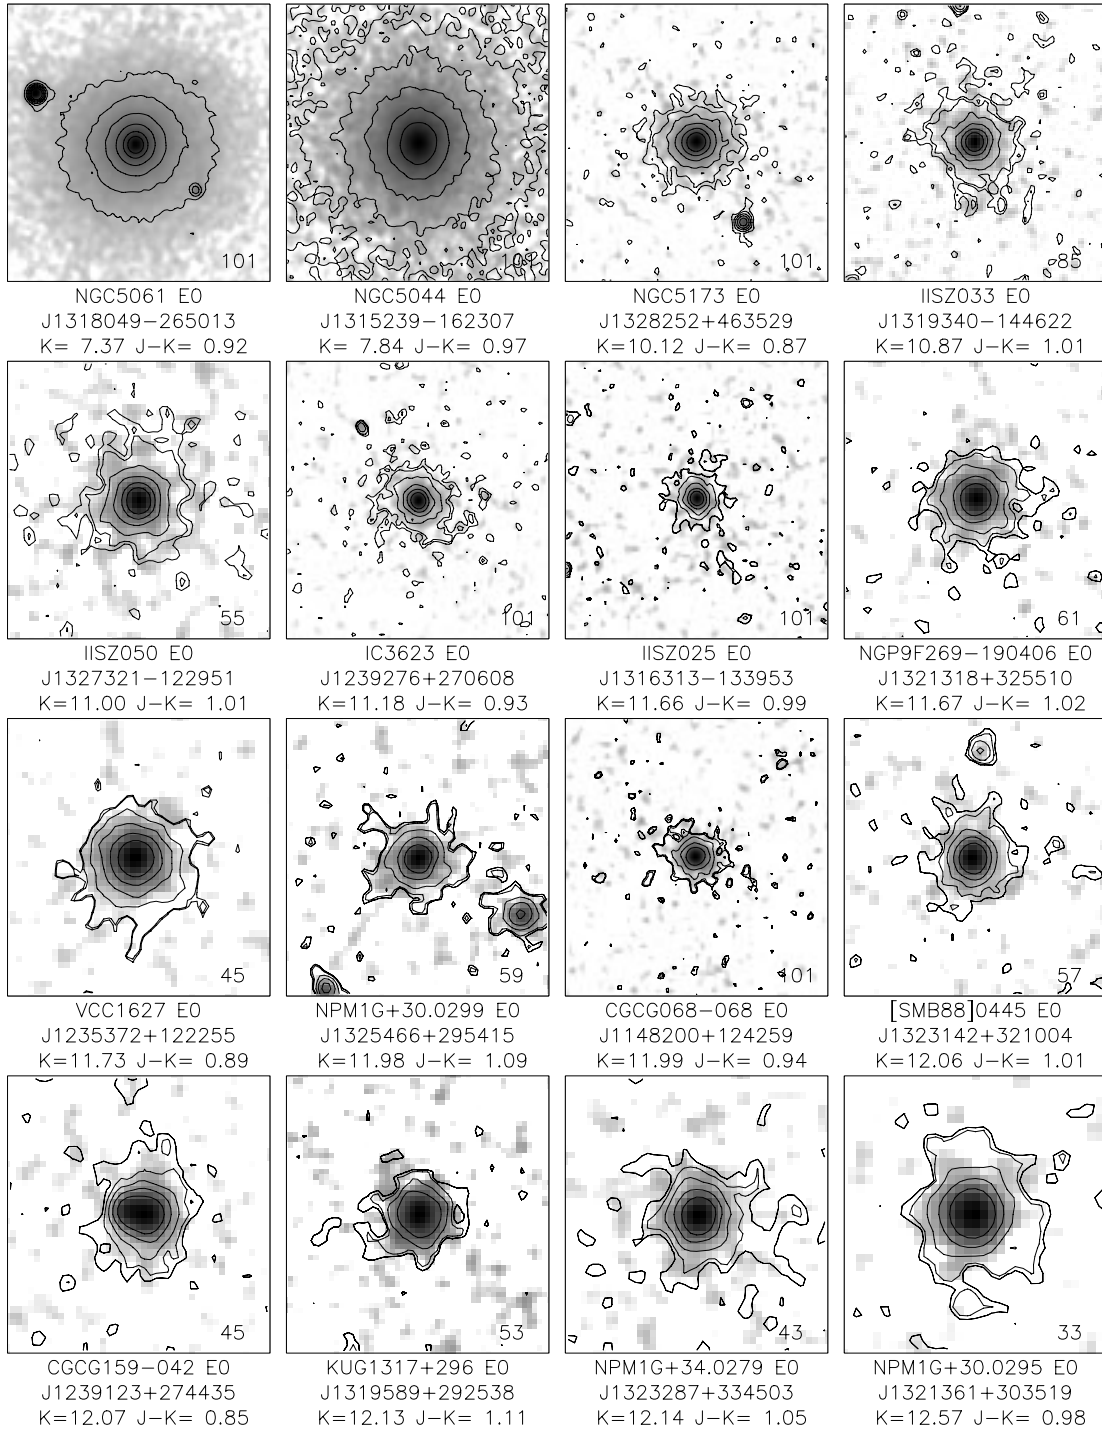 101
101
85
NGC5061 E0
J1318049-265013
K= 7.37 J-K= 0.92
NGC5044 E0
J1315239-162307
K= 7.84 J-K= 0.97
NGC5173 E0
J1328252+463529
K=10.12 J-K= 0.87
IISZ033 E0
J1319340-144622
K=10.87 J-K= 1.01
55
101
101
61
IISZ050 E0
J1327321-122951
K=11.00 J-K= 1.01
IC3623 E0
J1239276+270608
K=11.18 J-K= 0.93
IISZ025 E0
J1316313-133953
K=11.66 J-K= 0.99
NGP9F269-190406 E0
J1321318+325510
K=11.67 J-K= 1.02
45
59
101
57
VCC1627 E0
J1235372+122255
K=11.73 J-K= 0.89
NPM1G+30.0299 E0
J1325466+295415
K=11.98 J-K= 1.09
CGCG068-068 E0
J1148200+124259
K=11.99 J-K= 0.94
[SMB88]0445 E0
J1323142+321004
K=12.06 J-K= 1.01
45
53
43
33
CGCG159-042 E0
J1239123+274435
K=12.07 J-K= 0.85
KUG1317+296 E0
J1319589+292538
K=12.13 J-K= 1.11
NPM1G+34.0279 E0
J1323287+334503
K=12.14 J-K= 1.05
NPM1G+30.0295 E0
J1321361+303519
K=12.57 J-K= 0.98